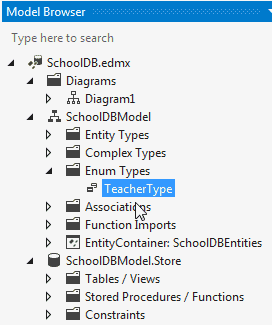 Model Browser
Type here to search
SchoolDB.edmx
Diagrams
Diagram1
SchoolDBModel
Entity Types
Complex Types
Enum Types
TeacherType
Associations
Function Imports
EntityContainer: SchoolDBEntities
SchoolDBModel.Store
Tables / Views
Stored Procedures / Functions
Constraints